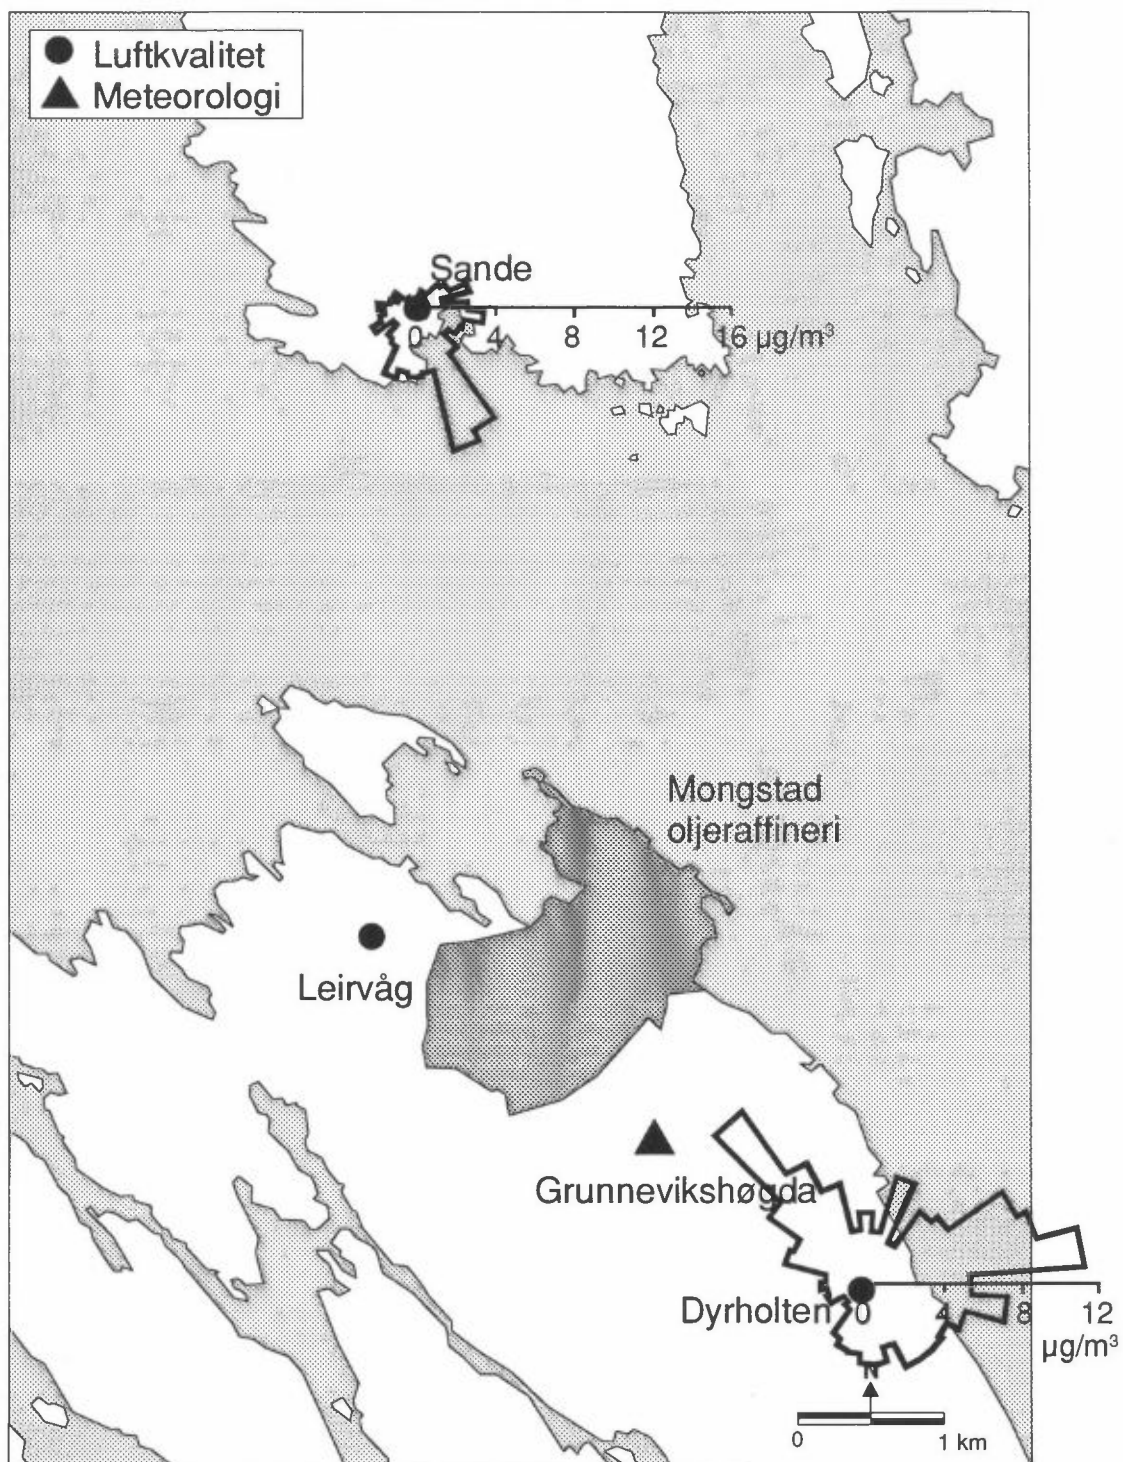 Luftkvalitet
Meteorologi
Sande
0 4 8 12 16 µg/m³
Mongstad
oljeraffineri
Leirvåg
Grunnevikshøgda
Dyrholten 0 4 8 12
µg/m³
N
0 1 km